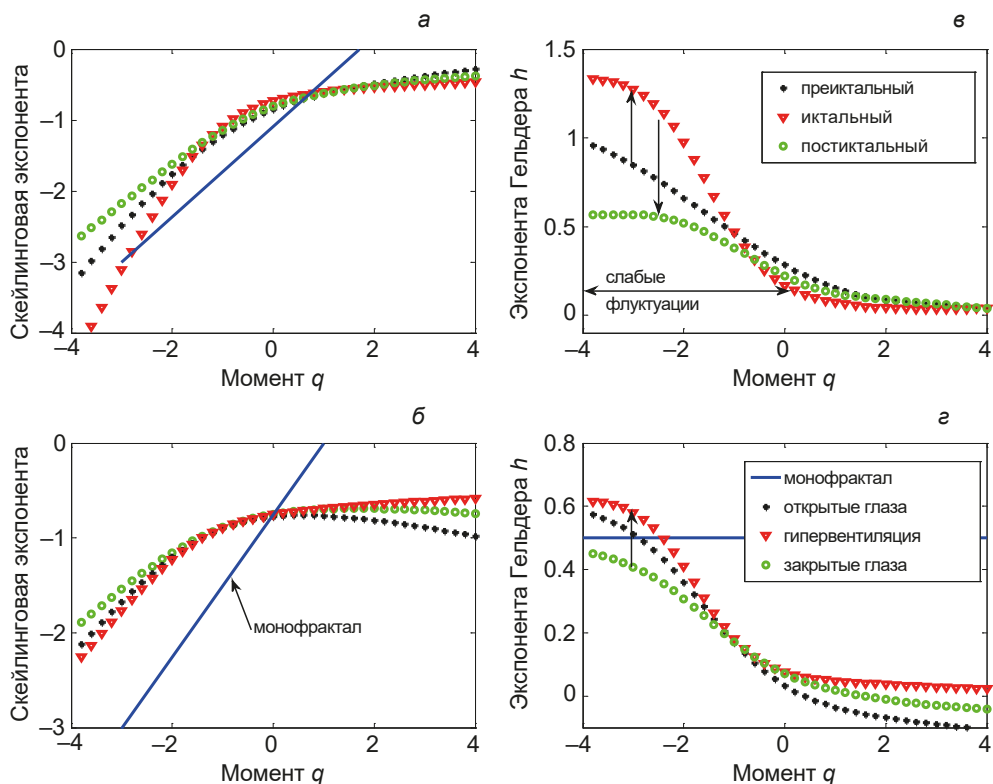 а
0
–1
–2
–3
–4
–4
–2
0
2
4
Скейлинговая экспонента
Момент q
в
1.5
1
0.5
0
–4
–2
0
2
4
Экспонента Гельдера h
Момент q
преиктальный
иктальный
постиктальный
слабые
флуктуации
б
0
–1
–2
–3
–4
–2
0
2
4
Скейлинговая экспонента
Момент q
монофрактал
г
0.8
0.6
0.4
0.2
0
–4
–2
0
2
4
Экспонента Гельдера h
Момент q
монофрактал
открытые глаза
гипервентиляция
закрытые глаза